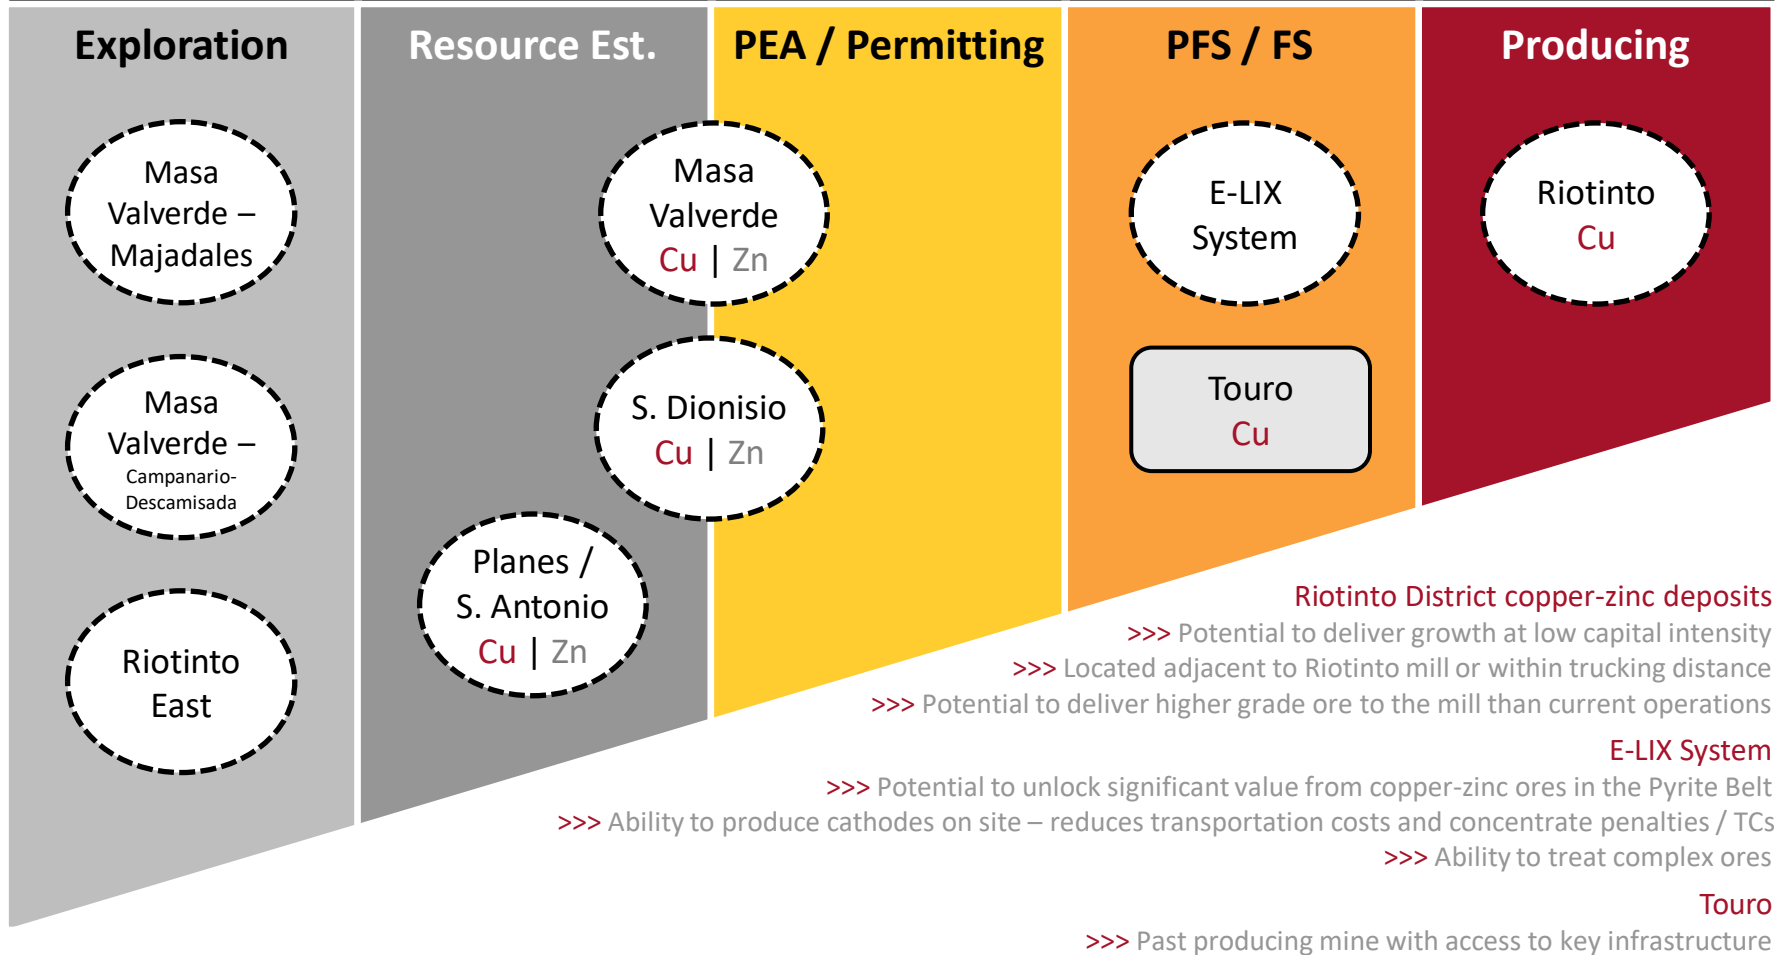 Exploration
Resource Est.
PEA / Permitting
PFS / FS
Producing
Masa
Valverde –
Majadales
Masa
Valverde –
Campanario-
Descamisada
Riotinto
East
Planes /
S. Antonio
Cu | Zn
Masa
Valverde
Cu | Zn
S. Dionisio
Cu | Zn
E-LIX
System
Touro
Cu
Riotinto
Cu
Riotinto District copper-zinc deposits
>>> Potential to deliver growth at low capital intensity
>>> Located adjacent to Riotinto mill or within trucking distance
>>> Potential to deliver higher grade ore to the mill than current operations
E-LIX System
>>> Potential to unlock significant value from copper-zinc ores in the Pyrite Belt
>>> Ability to produce cathodes on site – reduces transportation costs and concentrate penalties / TCs
>>> Ability to treat complex ores
Touro
>>> Past producing mine with access to key infrastructure